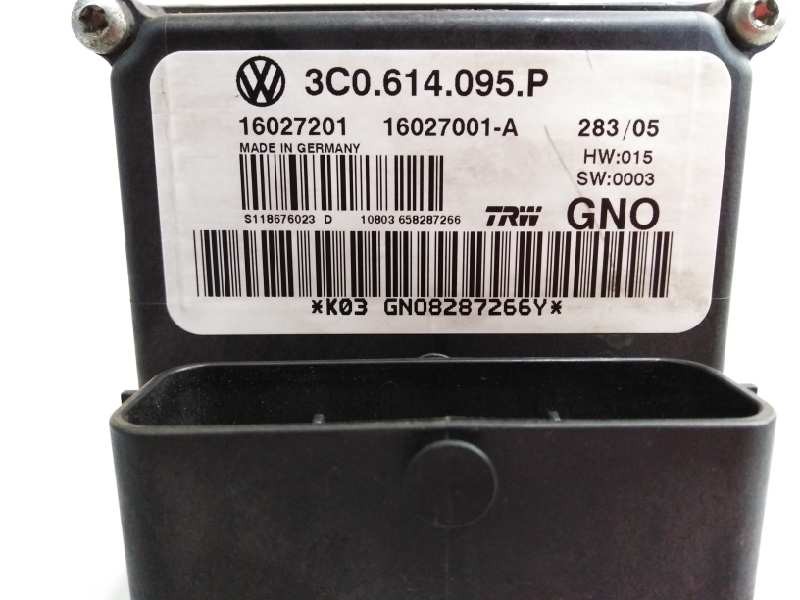 VW 3C0.614.095.P
16027201 16027001-A 283/05
MADE IN GERMANY HW:015
SW:0003
S118676023 D 10803 658287266 TRW GNO
*K03 GNO8287266Y*